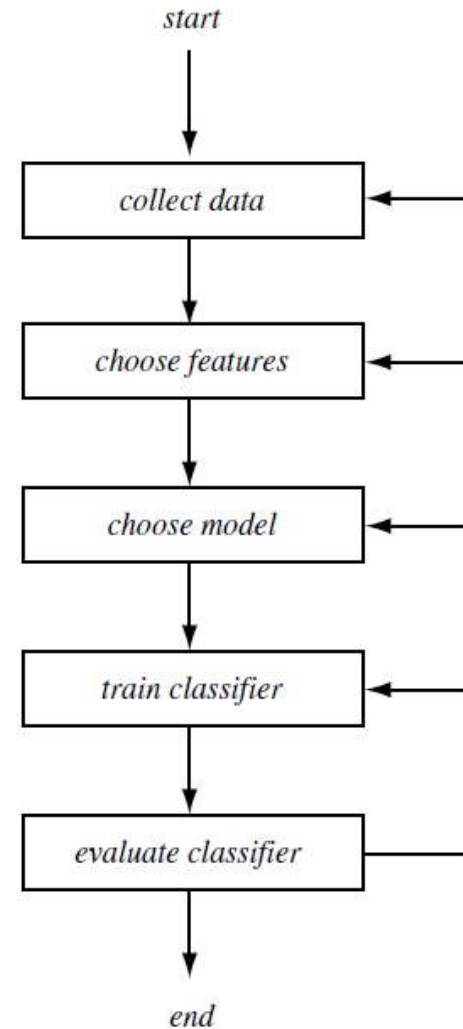 start
collect data
choose features
choose model
train classifier
evaluate classifier
end